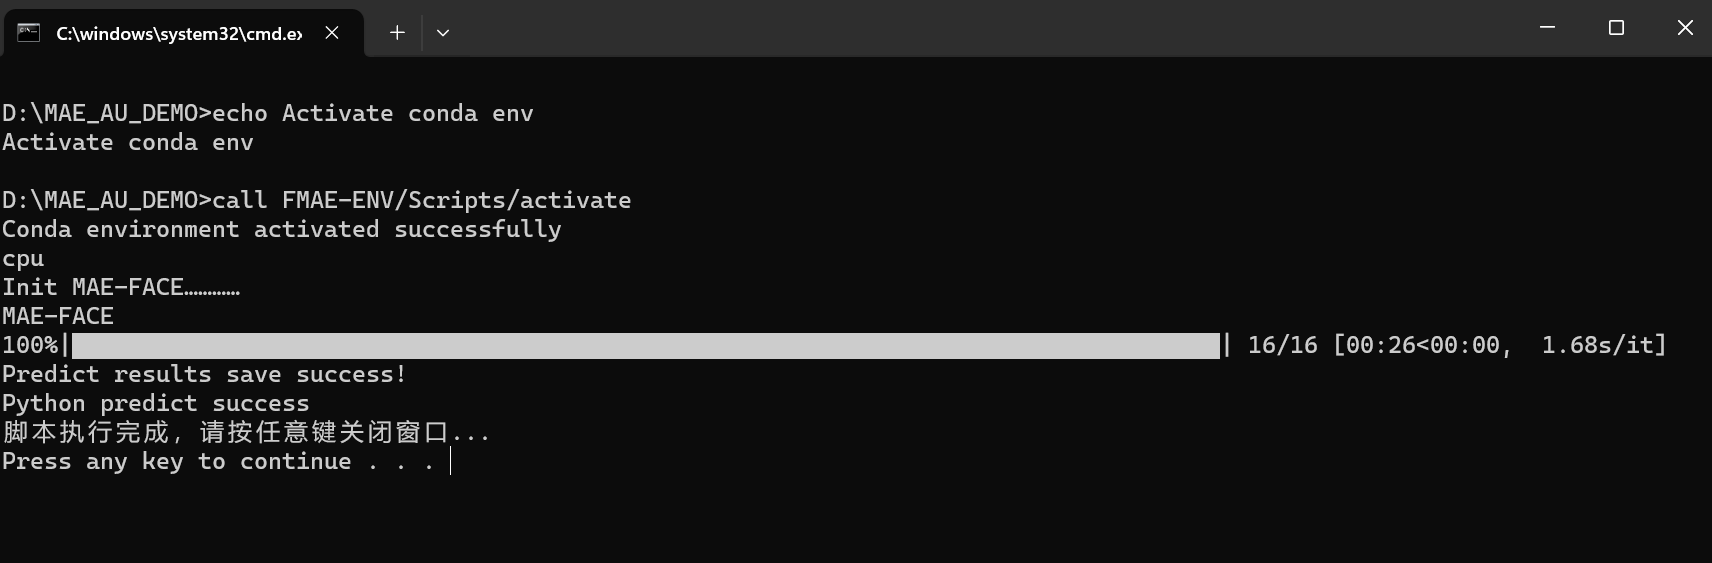 C:\windows\system32\cmd.ex
D:\MAE_AU_DEMO>echo Activate conda env
Activate conda env
D:\MAE_AU_DEMO>call FMAE-ENV/Scripts/activate
Conda environment activated successfully
cpu
Init MAE-FACE…………
MAE-FACE
100%|██████████| 16/16 [00:26<00:00,  1.68s/it]
Predict results save success!
Python predict success
脚本执行完成，请按任意键关闭窗口...
Press any key to continue . . .